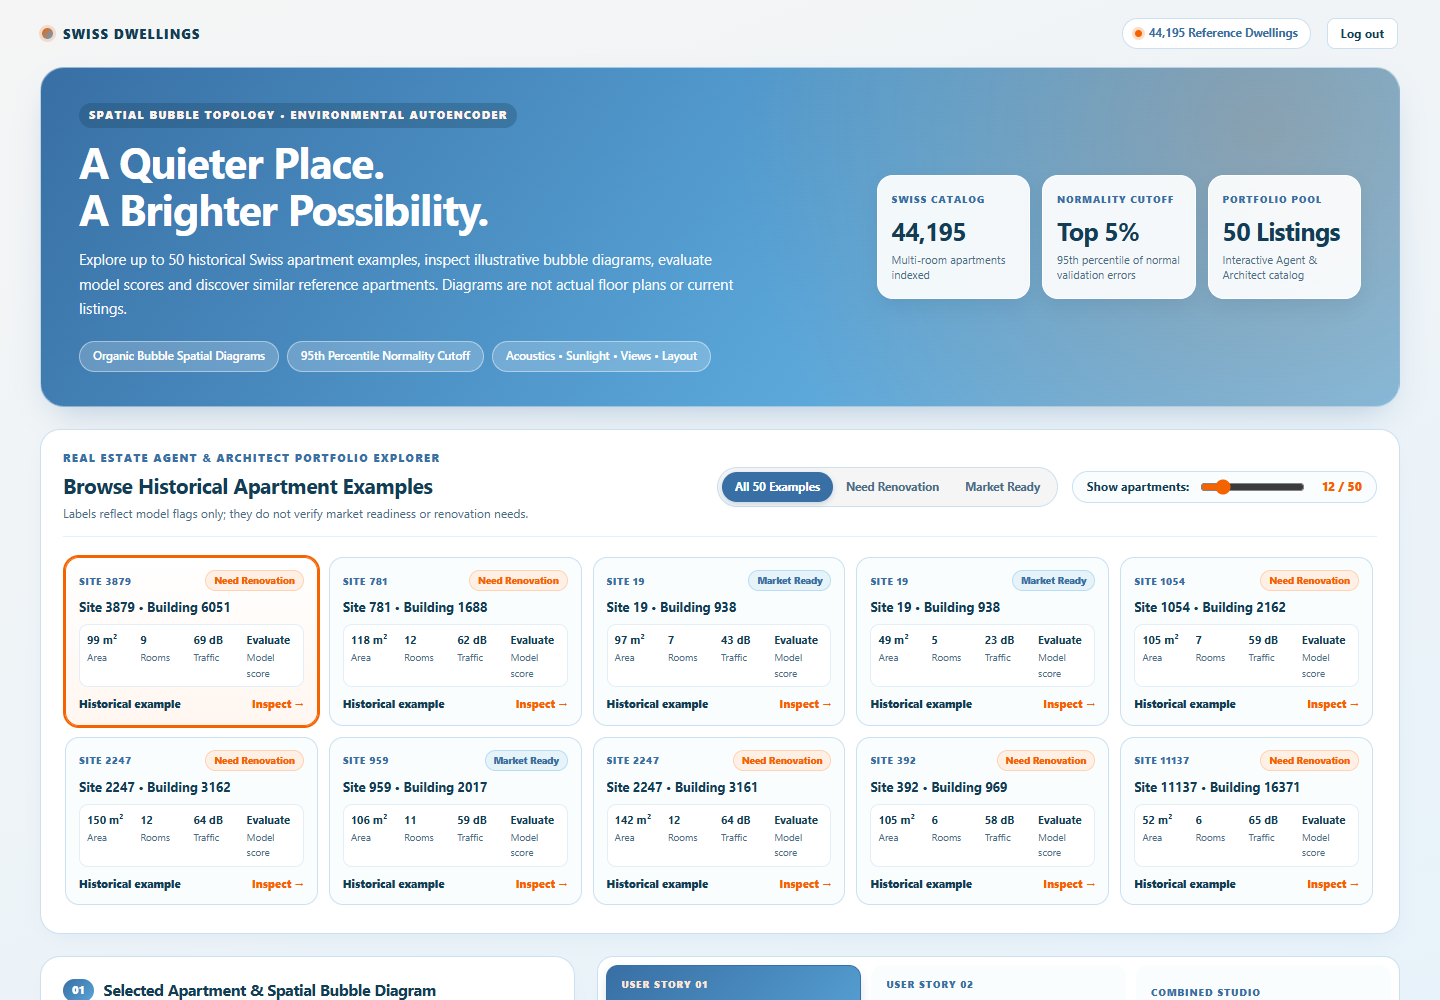 SWISS DWELLINGS
44,195 Reference Dwellings
Log out
SPATIAL BUBBLE TOPOLOGY • ENVIRONMENTAL AUTOENCODER
A Quieter Place.
A Brighter Possibility.
Explore up to 50 historical Swiss apartment examples, inspect illustrative bubble diagrams, evaluate
model scores and discover similar reference apartments. Diagrams are not actual floor plans or current
listings.
Organic Bubble Spatial Diagrams
95th Percentile Normality Cutoff
Acoustics • Sunlight • Views • Layout
SWISS CATALOG
44,195
Multi-room apartments
indexed
NORMALITY CUTOFF
Top 5%
95th percentile of normal
validation errors
PORTFOLIO POOL
50 Listings
Interactive Agent &
Architect catalog
REAL ESTATE AGENT & ARCHITECT PORTFOLIO EXPLORER
Browse Historical Apartment Examples
Labels reflect model flags only; they do not verify market readiness or renovation needs.
All 50 Examples
Need Renovation
Market Ready
Show apartments:
12 / 50
SITE 3879
Need Renovation
Site 3879 • Building 6051
99 m² 9 69 dB Evaluate
Area Rooms Traffic Model
score
Historical example
Inspect →
SITE 781
Need Renovation
Site 781 • Building 1688
118 m² 12 62 dB Evaluate
Area Rooms Traffic Model
score
Historical example
Inspect →
SITE 19
Market Ready
Site 19 • Building 938
97 m² 7 43 dB Evaluate
Area Rooms Traffic Model
score
Historical example
Inspect →
SITE 19
Market Ready
Site 19 • Building 938
49 m² 5 23 dB Evaluate
Area Rooms Traffic Model
score
Historical example
Inspect →
SITE 1054
Need Renovation
Site 1054 • Building 2162
105 m² 7 59 dB Evaluate
Area Rooms Traffic Model
score
Historical example
Inspect →
SITE 2247
Need Renovation
Site 2247 • Building 3162
150 m² 12 64 dB Evaluate
Area Rooms Traffic Model
score
Historical example
Inspect →
SITE 959
Market Ready
Site 959 • Building 2017
106 m² 11 59 dB Evaluate
Area Rooms Traffic Model
score
Historical example
Inspect →
SITE 2247
Need Renovation
Site 2247 • Building 3161
142 m² 12 64 dB Evaluate
Area Rooms Traffic Model
score
Historical example
Inspect →
SITE 392
Need Renovation
Site 392 • Building 969
105 m² 6 58 dB Evaluate
Area Rooms Traffic Model
score
Historical example
Inspect →
SITE 11137
Need Renovation
Site 11137 • Building 16371
52 m² 6 65 dB Evaluate
Area Rooms Traffic Model
score
Historical example
Inspect →
01
Selected Apartment & Spatial Bubble Diagram
USER STORY 01
USER STORY 02
COMBINED STUDIO